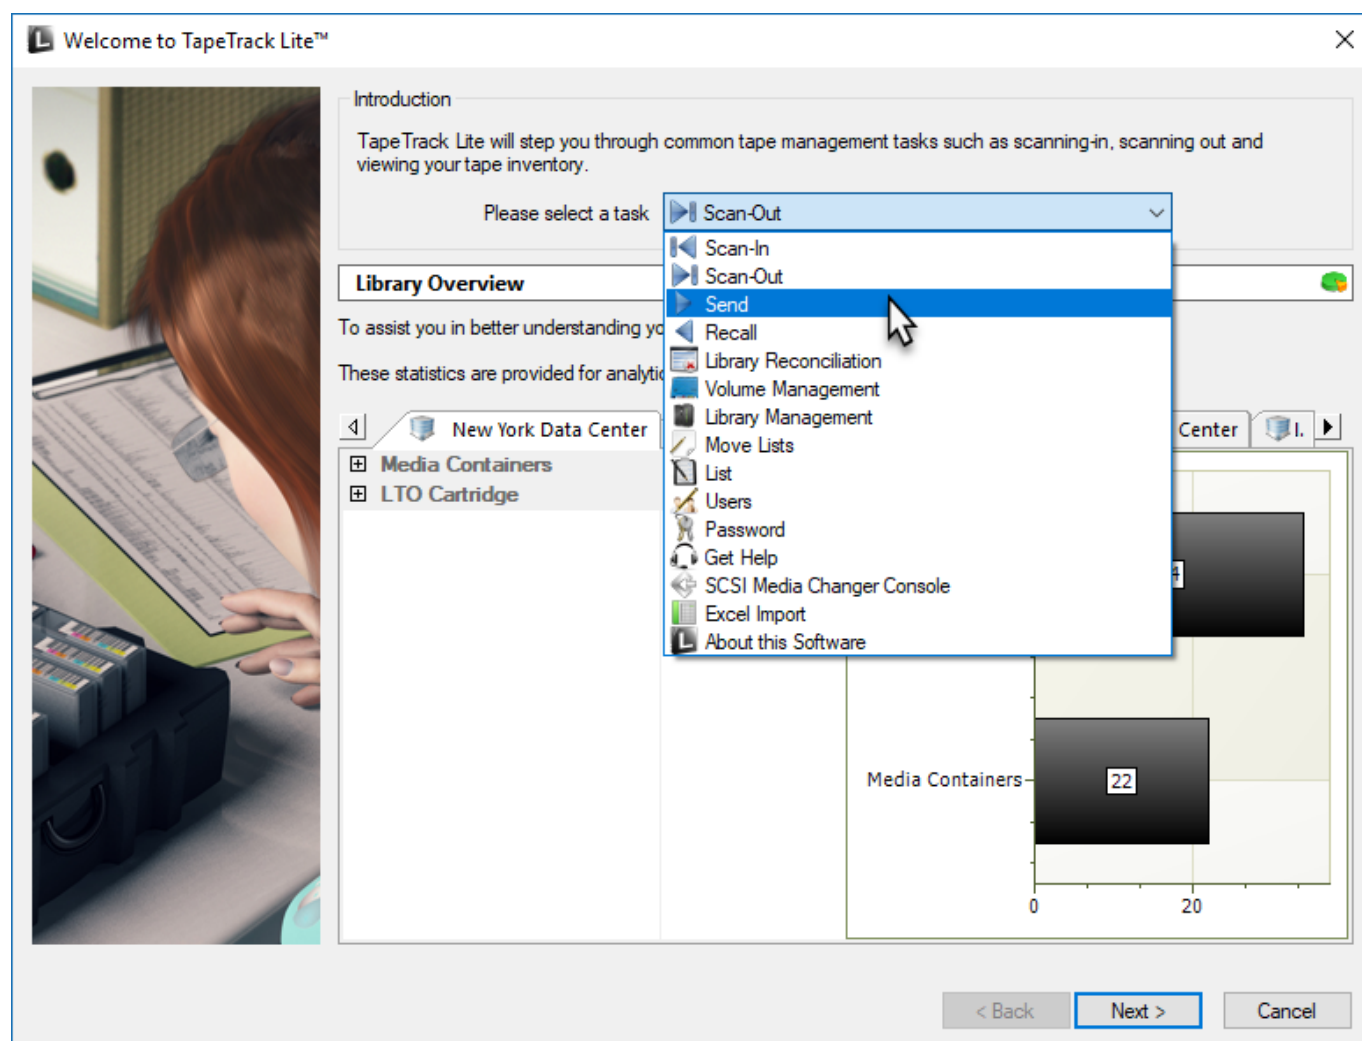 Welcome to TapeTrack Lite™
Introduction
TapeTrack Lite will step you through common tape management tasks such as scanning-in, scanning out and
viewing your tape inventory.
Please select a task
Scan-Out
Scan-In
Scan-Out
Send
Recall
Library Reconciliation
Volume Management
Library Management
Move Lists
List
Users
Password
Get Help
SCSI Media Changer Console
Excel Import
About this Software
Library Overview
To assist you in better understanding
These statistics are provided for
New York Data Center
Center
Media Containers
LTO Cartridge
4
Media Containers
22
0
20
< Back
Next >
Cancel